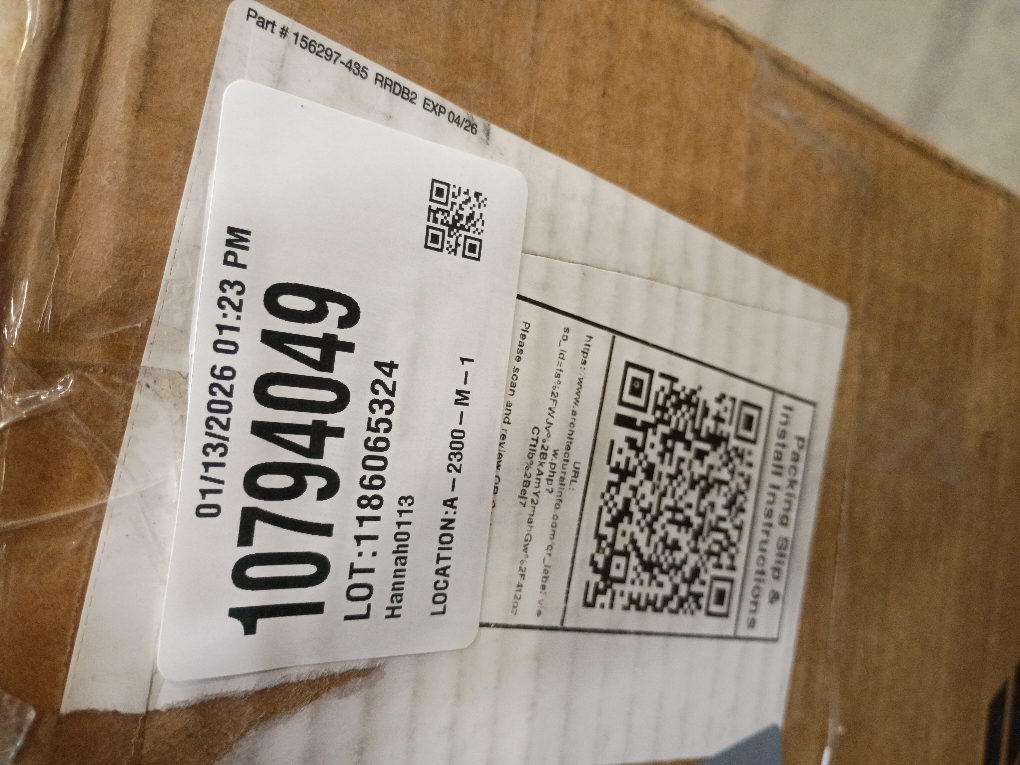 Part # 156297-435 RRDB2 EXP 04/26
01/13/2026 01:23 PM
10794049
LOT:1186065324
Hannah0113
LOCATION:A-2300-M-1
Packing Slip &
Install Instructions
URL:
Please scan and review